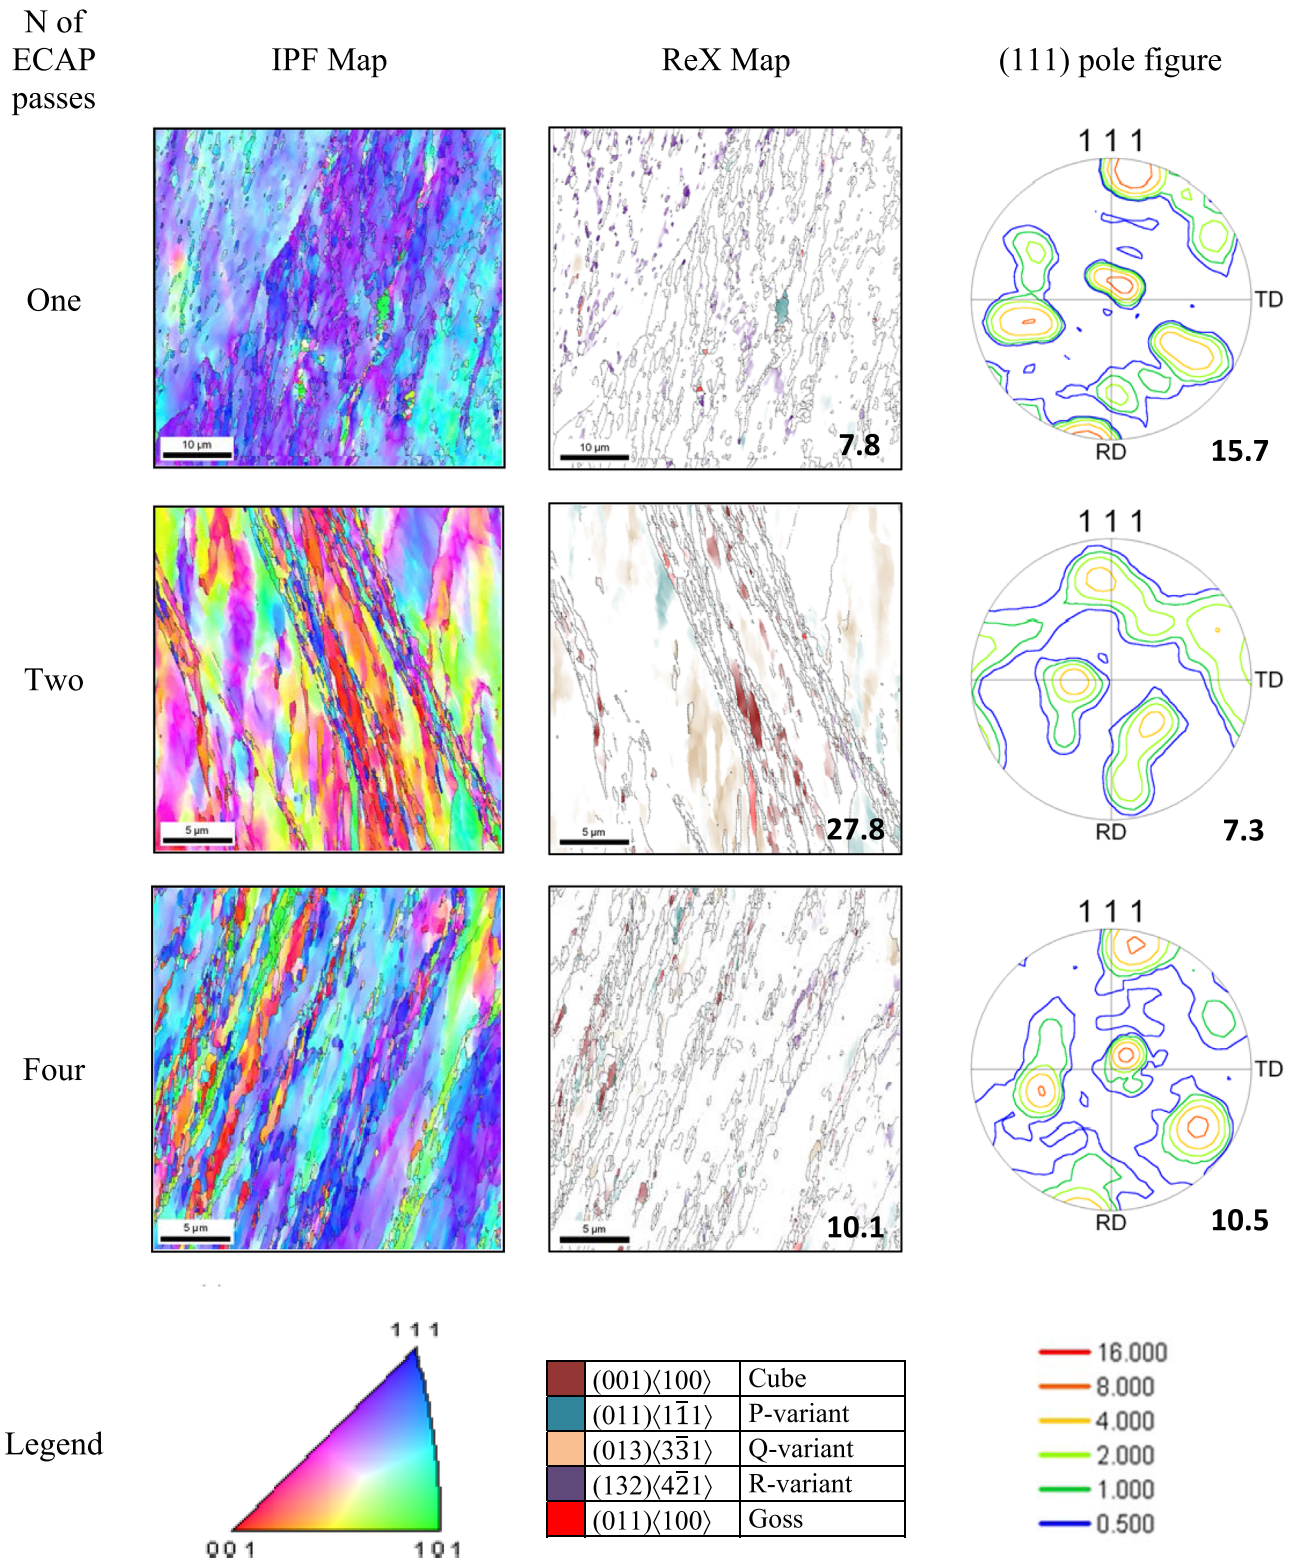 N of
ECAP
passes
IPF Map
ReX Map
(111) pole figure
One
10 µm
10 µm
7.8
1 1 1
TD
RD
15.7
Two
5 µm
5 µm
27.8
1 1 1
TD
RD
7.3
Four
5 µm
5 µm
10.1
1 1 1
TD
RD
10.5
Legend
1 1 1
0 0 1
1 0 1
(001)⟨100⟩ Cube
(011)⟨11̅1⟩ P-variant
(013)⟨33̅1⟩ Q-variant
(132)⟨42̅1⟩ R-variant
(011)⟨100⟩ Goss
16.000
8.000
4.000
2.000
1.000
0.500